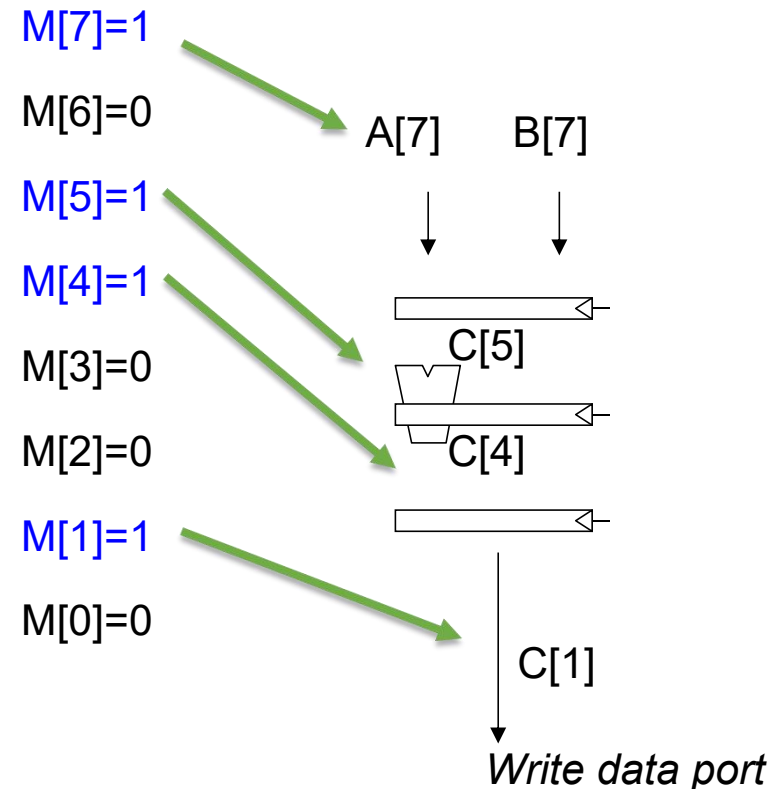 M[7]=1
M[6]=0
M[5]=1
M[4]=1
M[3]=0
M[2]=0
M[1]=1
M[0]=0
A[7] B[7]
C[5]
C[4]
C[1]
Write data port